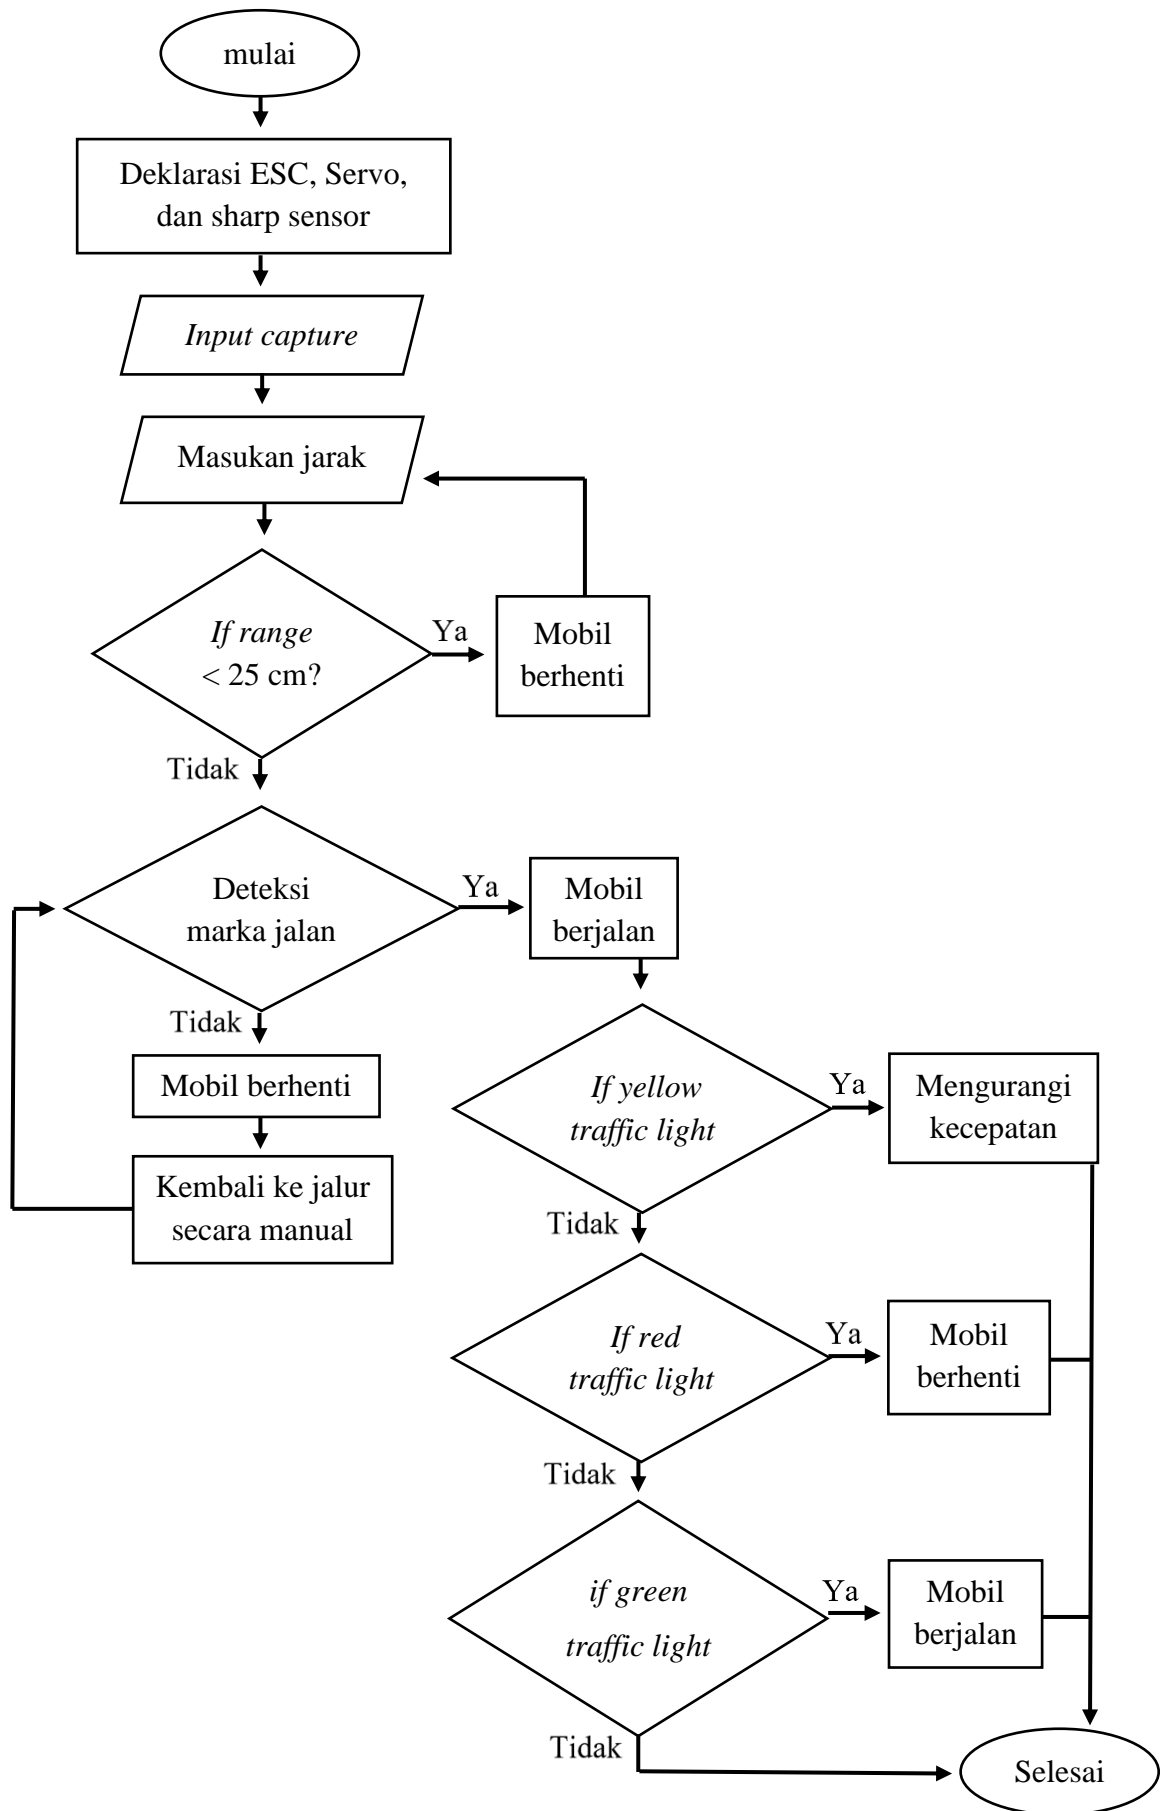 mulai
Deklarasi ESC, Servo,
dan sharp sensor
Input capture
Masukan jarak
If range
< 25 cm?
Ya
Mobil
berhenti
Tidak
Deteksi
marka jalan
Ya
Mobil
berjalan
Tidak
Mobil berhenti
Kembali ke jalur
secara manual
If yellow
traffic light
Ya
Mengurangi
kecepatan
Tidak
If red
traffic light
Ya
Mobil
berhenti
Tidak
if green
traffic light
Ya
Mobil
berjalan
Tidak
Selesai